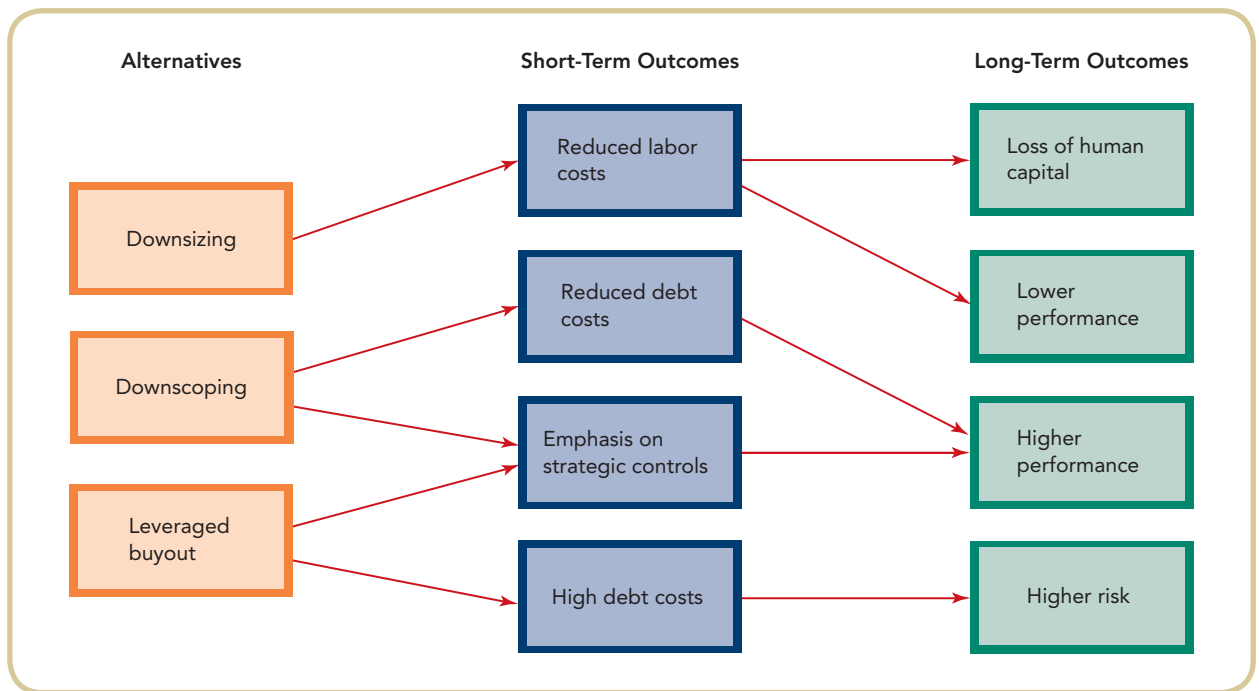 Alternatives
Short-Term Outcomes
Long-Term Outcomes
Downsizing
Downscoping
Leveraged
buyout
Reduced labor
costs
Reduced debt
costs
Emphasis on
strategic controls
High debt costs
Loss of human
capital
Lower
performance
Higher
performance
Higher risk